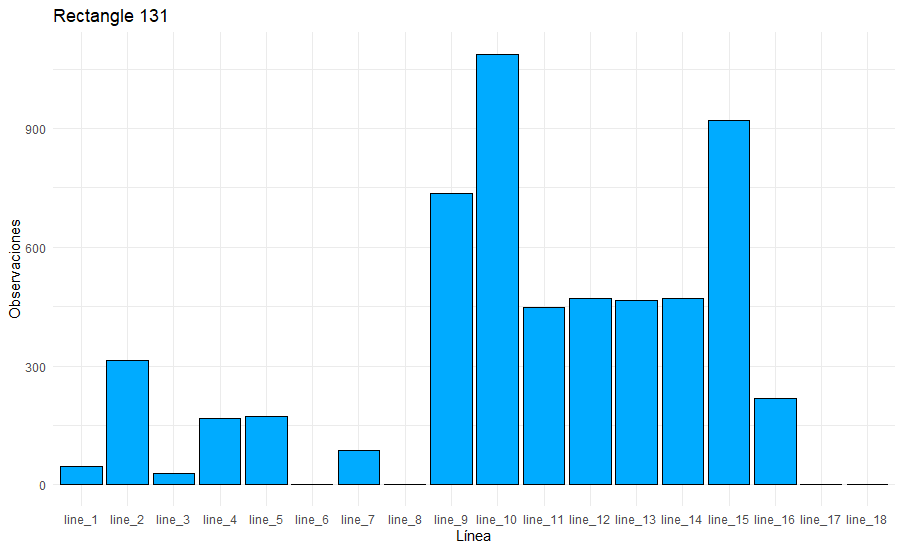 Rectangle 131
Observaciones
900
600
300
0
line_1 line_2 line_3 line_4 line_5 line_6 line_7 line_8 line_9 line_10 line_11 line_12 line_13 line_14 line_15 line_16 line_17 line_18
Línea